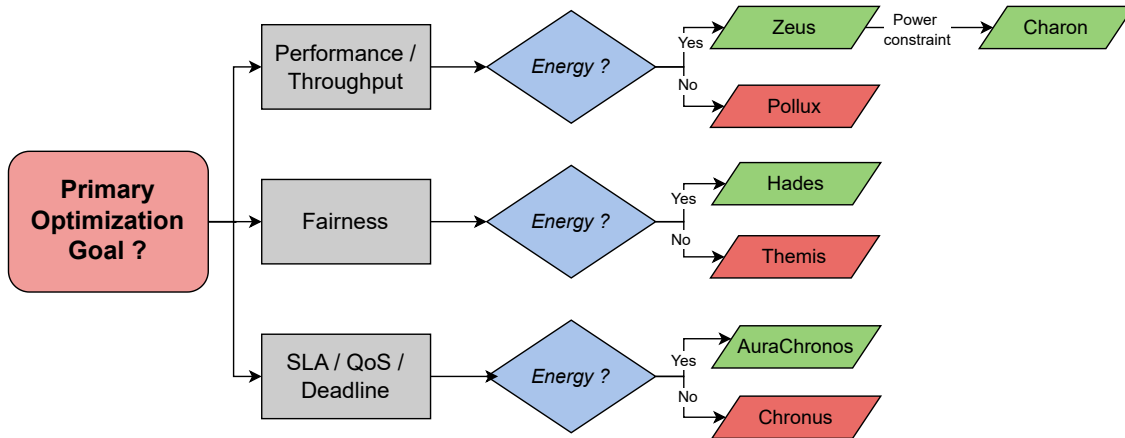 Primary
Optimization
Goal ?
Performance /
Throughput
Energy ?
Yes
No
Zeus
Power
constraint
Charon
Pollux
Fairness
Energy ?
Yes
No
Hades
Themis
SLA / QoS /
Deadline
Energy ?
Yes
No
AuraChronos
Chronus